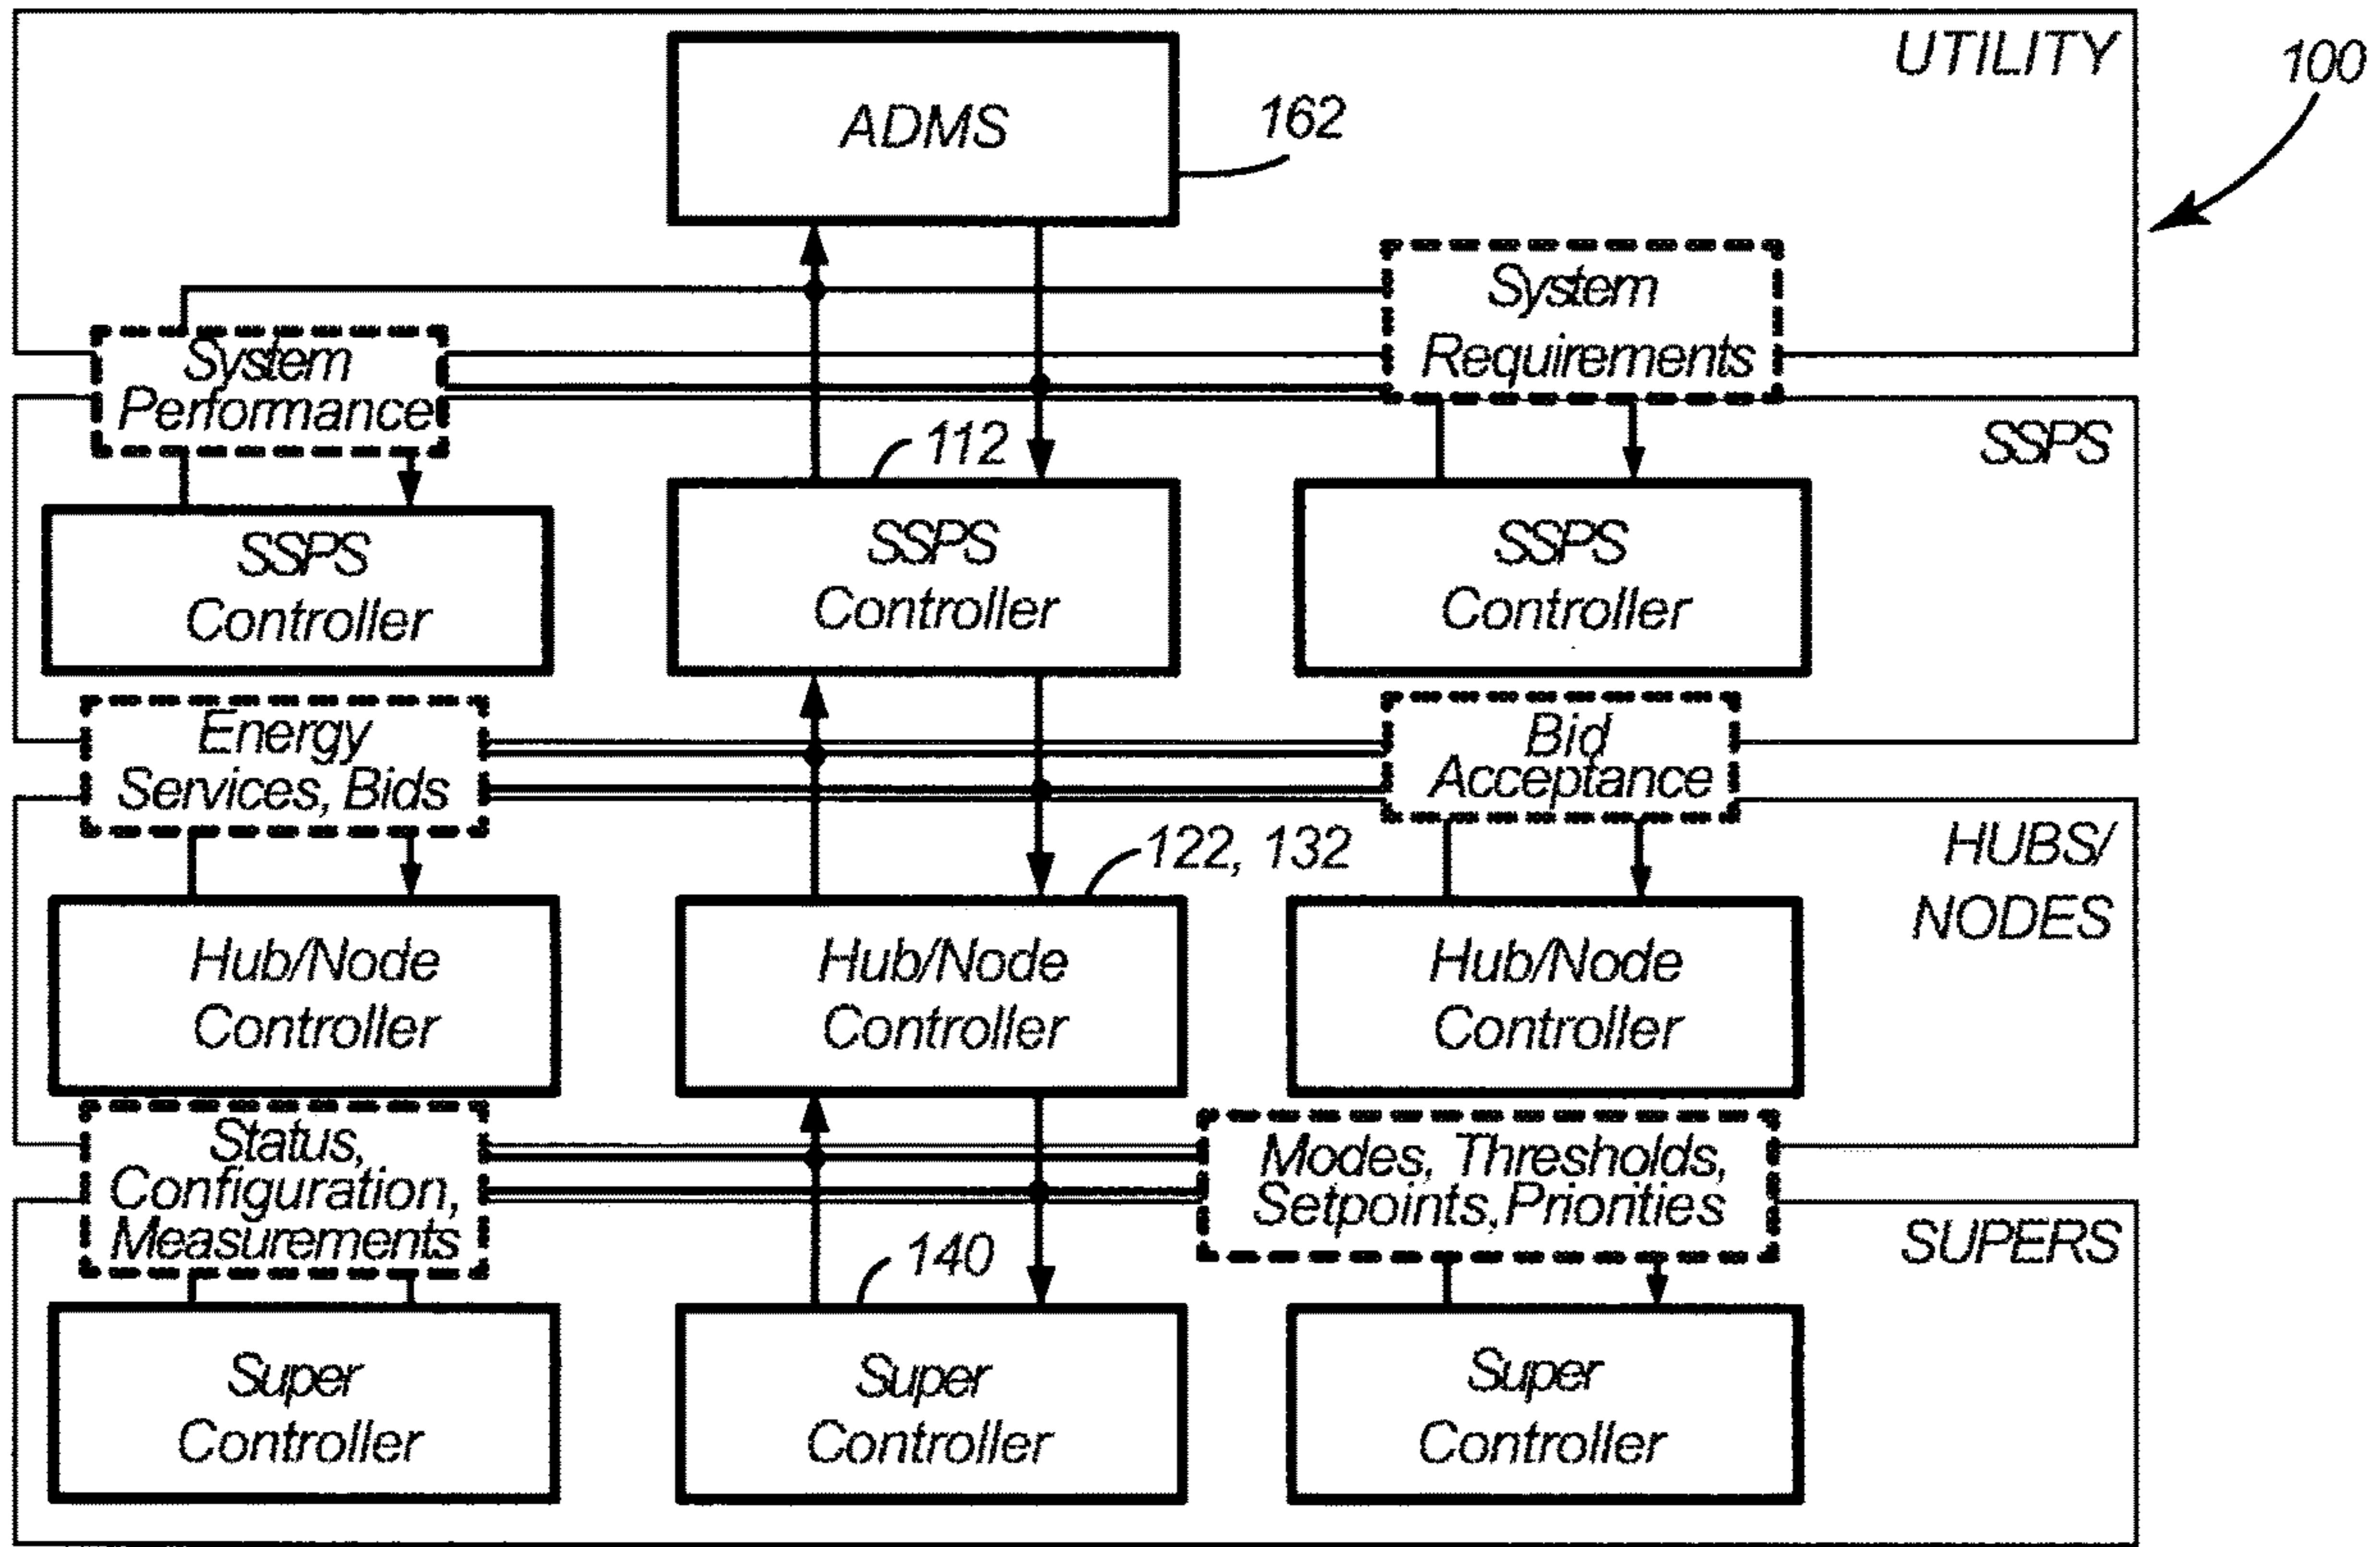 UTILITY
100
ADMS
162
System
Requirements
System
Performance
SSPS
112
SSPS
Controller
SSPS
Controller
SSPS
Controller
Energy
Services, Bids
Bid
Acceptance
122, 132
HUBS/
NODES
Hub/Node
Controller
Hub/Node
Controller
Hub/Node
Controller
Status,
Configuration,
Measurements
Modes, Thresholds,
Setpoints, Priorities
SUPERS
140
Super
Controller
Super
Controller
Super
Controller